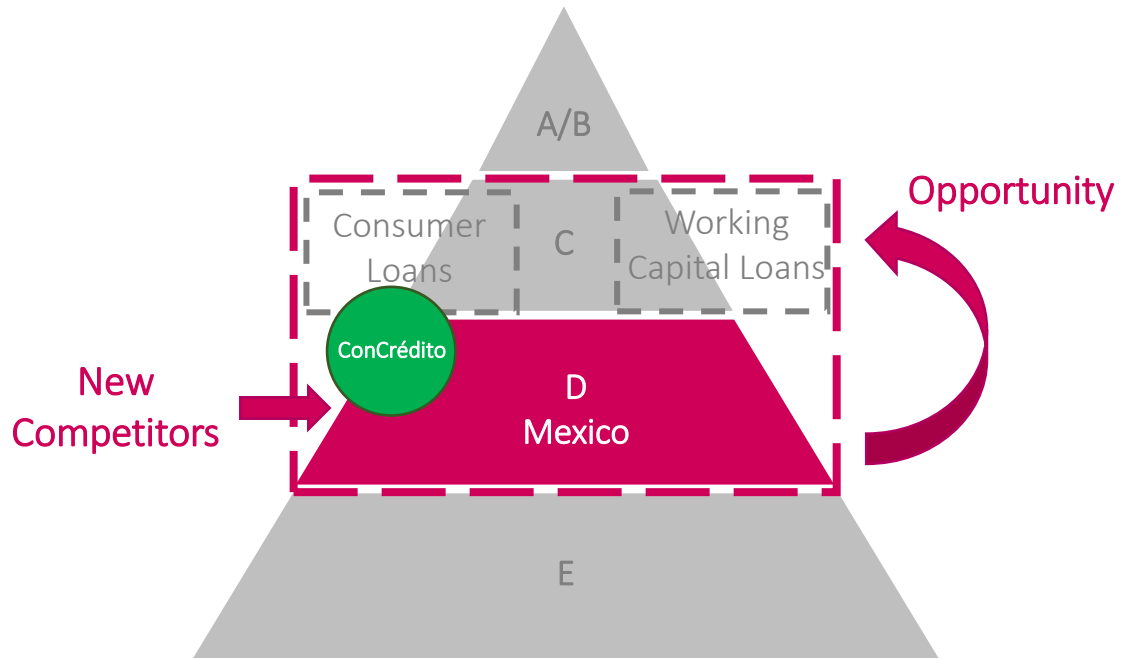 A/B
Opportunity
Consumer
Loans
C
Working
Capital Loans
ConCrédito
New
Competitors
D
Mexico
E